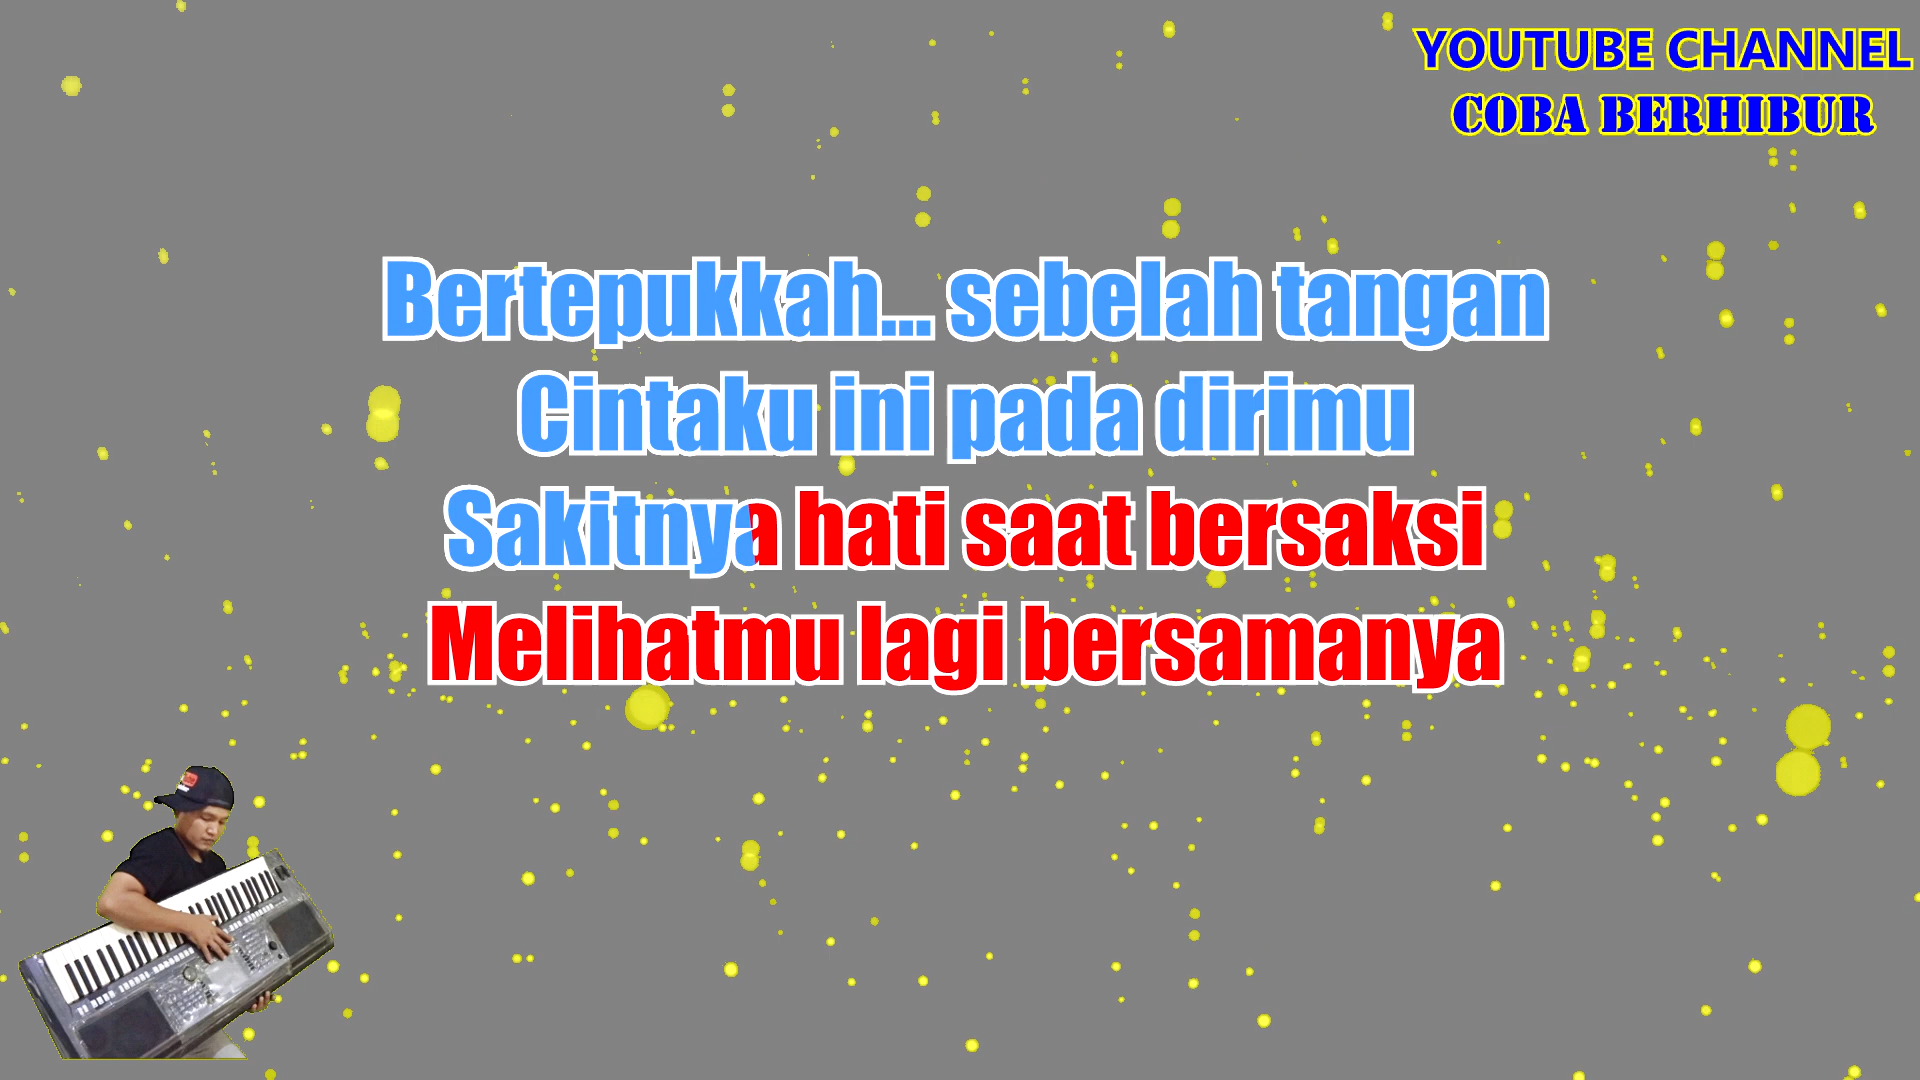 YOUTUBE CHANNEL
COBA BERHIBUR
Bertepukkah... sebelah tangan
Cintaku ini pada dirimu
Sakitnya hati saat bersaksi
Melihatmu lagi bersamanya